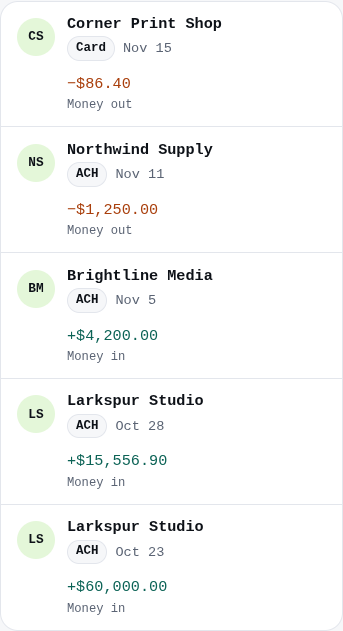 CS
Corner Print Shop
Card Nov 15
−$86.40
Money out
NS
Northwind Supply
ACH Nov 11
−$1,250.00
Money out
BM
Brightline Media
ACH Nov 5
+$4,200.00
Money in
LS
Larkspur Studio
ACH Oct 28
+$15,556.90
Money in
LS
Larkspur Studio
ACH Oct 23
+$60,000.00
Money in